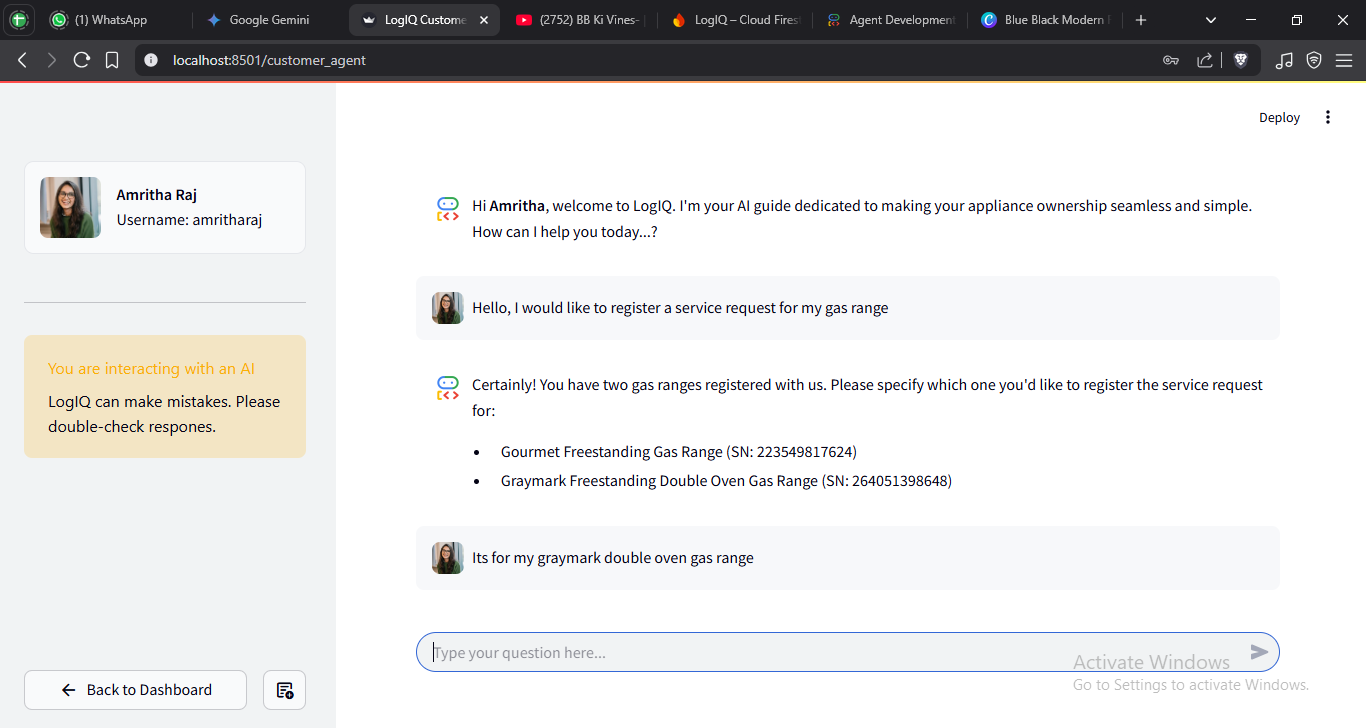 (1) WhatsApp
Google Gemini
LogIQ Custome
(2752) BB Ki Vines-
LogIQ – Cloud Fires
Agent Development
Blue Black Modern
localhost:8501/customer_agent
Deploy
Amritha Raj
Username: amritharaj
You are interacting with an AI
LogIQ can make mistakes. Please
double-check respones.
Back to Dashboard
Hi Amritha, welcome to LogIQ. I'm your AI guide dedicated to making your appliance ownership seamless and simple.
How can I help you today...?
Hello, I would like to register a service request for my gas range
Certainly! You have two gas ranges registered with us. Please specify which one you'd like to register the service request
for:
• Gourmet Freestanding Gas Range (SN: 223549817624)
• Graymark Freestanding Double Oven Gas Range (SN: 264051398648)
Its for my graymark double oven gas range
Type your question here...
Activate Windows
Go to Settings to activate Windows.